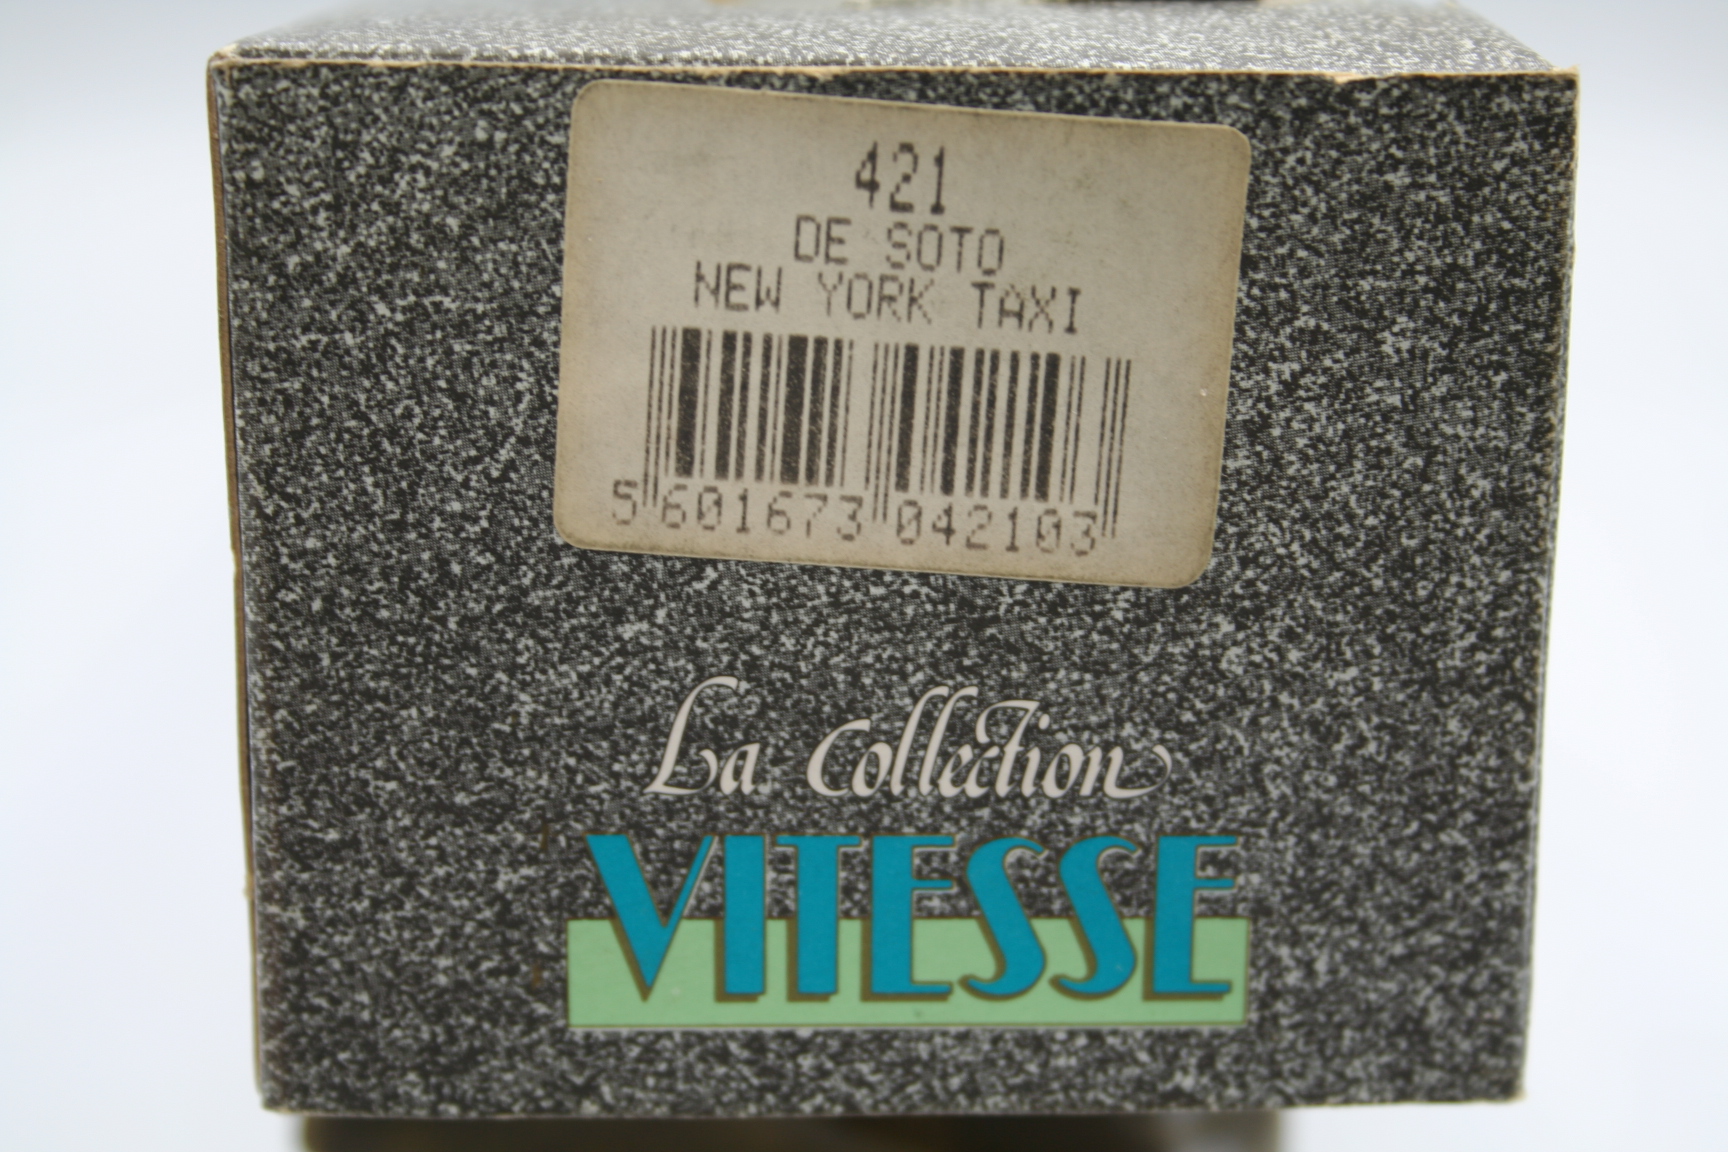 421
DE SOTO
NEW YORK TAXI
5 601673 042103
La Collection
VITESSE